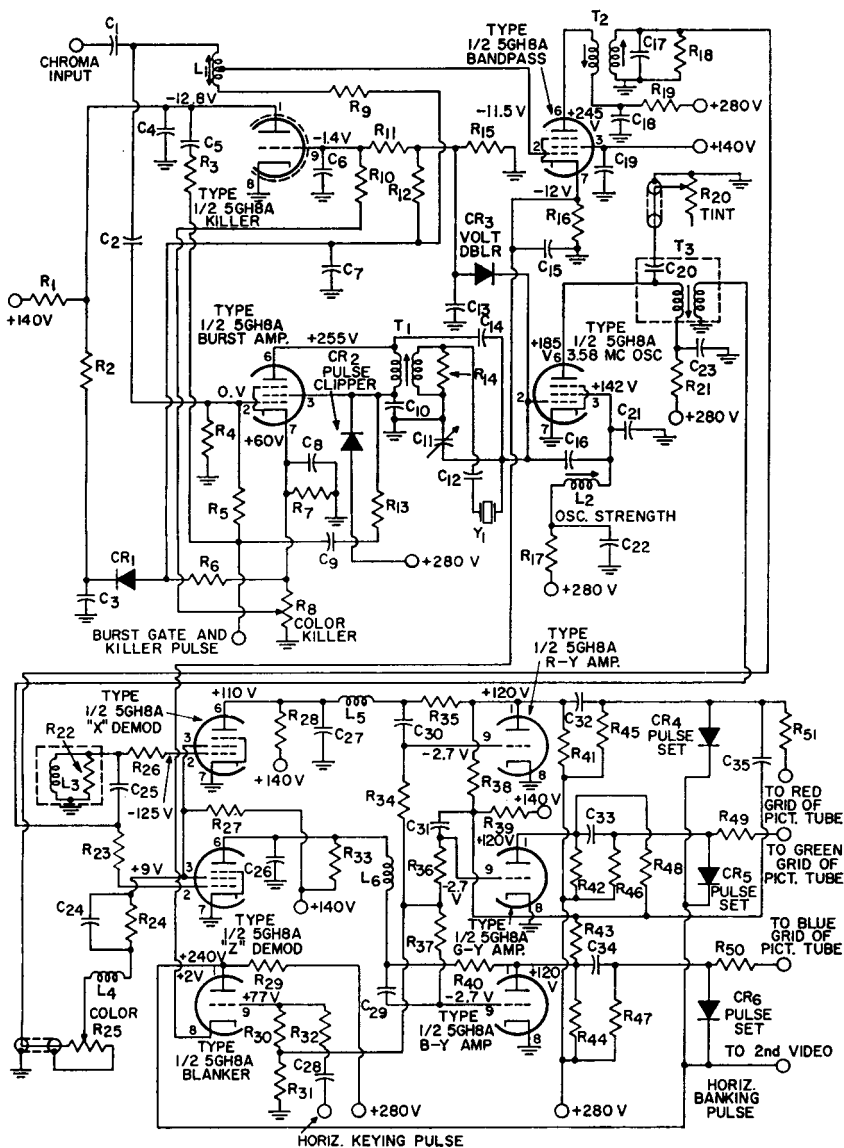 C1
CHROMA
INPUT
L1
-12.8V
C4
C5
R3
1
8
9
-1.4V
C6
TYPE
1/2 5GH8A
KILLER
R9
R11
R10
R12
R15
TYPE
1/2 5GH8A
BANDPASS
T2
C17
R18
R19
+280V
C18
-11.5V
+245
V
6
2
3
7
+140V
C19
-12V
R16
C15
R20
TINT
T3
C20
C2
C7
CR3
VOLT
DBLR
C13
R1
+140V
R2
TYPE
1/2 5GH8A
BURST AMP.
+255V
6
0.V
2
3
7
+60V
CR2
PULSE
CLIPPER
T1
C14
R14
C10
C11
C12
Y1
TYPE
1/2 5GH8A
3.58 MC OSC
+185
V
6
+142V
2
3
7
C23
R21
+280V
C21
C16
L2
OSC. STRENGTH
R17
C22
+280V
R4
C8
R7
R5
R13
C9
+280 V
CR1
R6
C3
R8
COLOR
KILLER
BURST GATE AND
KILLER PULSE
TYPE
1/2 5GH8A
R-Y AMP.
TYPE
1/2 5GH8A
"X" DEMOD
+110 V
6
3
2
7
R22
L3
R26
C25
-125V
R28
+140V
C27
L5
C30
R35
+120V
1
9
8
-2.7V
C32
R41
R45
CR4
PULSE
SET
C35
R51
TO RED
GRID OF
PICT. TUBE
R34
R38
R23
R27
+9V
6
3
2
7
C26
R33
L6
+140V
C31
R36
R39
+140V
+120V
1
9
8
-2.7
V
C33
R42
R46
R48
R49
TO GREEN
GRID OF
PICT. TUBE
CR5
PULSE
SET
C24
R24
TYPE
1/2 5GH8A
"Z" DEMOD
R37
TYPE
1/2 5GH8A
G-Y AMP.
R43
C34
TO BLUE
GRID OF
PICT. TUBE
R50
L4
COLOR
R25
+240V
1
+2V
R29
+77V
9
8
R30
R32
C29
R40
-2.7V
9
1
+120
V
8
R44
R47
CR6
PULSE
SET
TYPE
1/2 5GH8A
BLANKER
R31
C28
TYPE
1/2 5GH8A
B-Y AMP
TO 2nd VIDEO
HORIZ.
BANKING
PULSE
+280 V
+280 V
HORIZ. KEYING PULSE